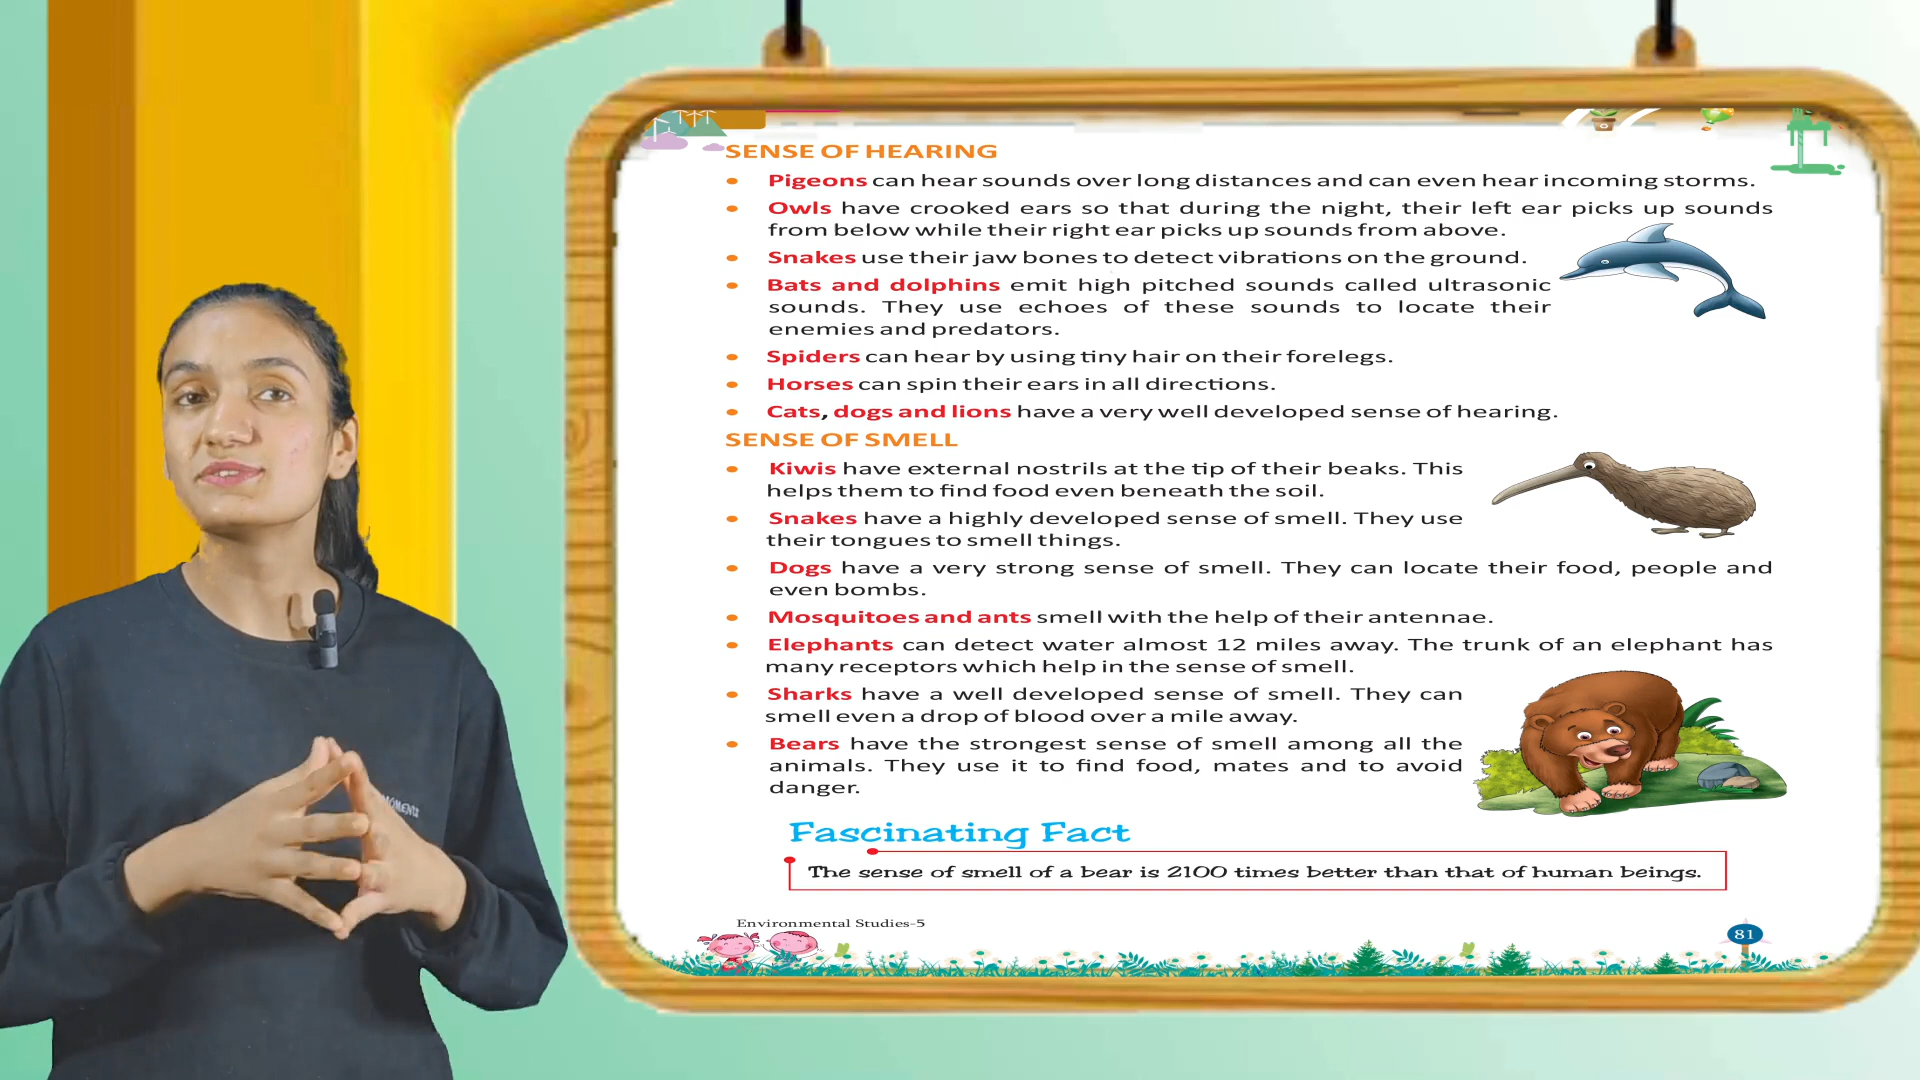 SENSE OF HEARING
• Pigeons can hear sounds over long distances and can even hear incoming storms.
• Owls have crooked ears so that during the night, their left ear picks up sounds
from below while their right ear picks up sounds from above.
• Snakes use their jaw bones to detect vibrations on the ground.
• Bats and dolphins emit high pitched sounds called ultrasonic
sounds. They use echoes of these sounds to locate their
enemies and predators.
• Spiders can hear by using tiny hair on their forelegs.
• Horses can spin their ears in all directions.
• Cats, dogs and lions have a very well developed sense of hearing.
SENSE OF SMELL
• Kiwis have external nostrils at the tip of their beaks. This
helps them to find food even beneath the soil.
• Snakes have a highly developed sense of smell. They use
their tongues to smell things.
• Dogs have a very strong sense of smell. They can locate their food, people and
even bombs.
• Mosquitoes and ants smell with the help of their antennae.
• Elephants can detect water almost 12 miles away. The trunk of an elephant has
many receptors which help in the sense of smell.
• Sharks have a well developed sense of smell. They can
smell even a drop of blood over a mile away.
• Bears have the strongest sense of smell among all the
animals. They use it to find food, mates and to avoid
danger.
Fascinating Fact
The sense of smell of a bear is 2100 times better than that of human beings.
Environmental Studies-5
81